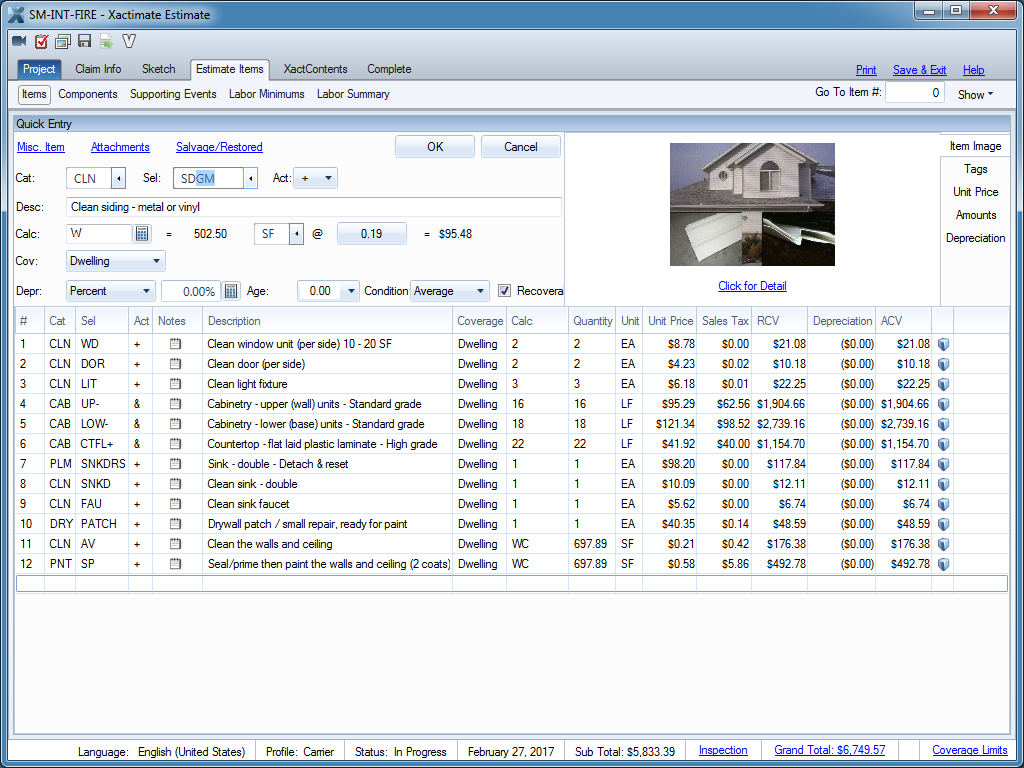 SM-INT-FIRE - Xactimate Estimate
Project Claim Info Sketch Estimate Items XactContents Complete Print Save & Exit Help
Items Components Supporting Events Labor Minimums Labor Summary Go To Item #: 0 Show
Quick Entry
Misc. Item Attachments Salvage/Restored OK Cancel Item Image
Tags
Cat: CLN Sel: SDGM Act: +
Unit Price
Desc: Clean siding - metal or vinyl
Amounts
Calc: W = 502.50 SF @ 0.19 = $95.48
Depreciation
Cov: Dwelling
Click for Detail
Depr: Percent 0.00% Age: 0.00 Condition Average Recovera
# Cat Sel Act Notes Description Coverage Calc Quantity Unit Unit Price Sales Tax RCV Depreciation ACV
1 CLN WD + Clean window unit (per side) 10 - 20 SF Dwelling 2 2 EA $8.78 $0.00 $21.08 ($0.00) $21.08
2 CLN DOR + Clean door (per side) Dwelling 2 2 EA $4.23 $0.02 $10.18 ($0.00) $10.18
3 CLN LIT + Clean light fixture Dwelling 3 3 EA $6.18 $0.01 $22.25 ($0.00) $22.25
4 CAB UP- & Cabinetry - upper (wall) units - Standard grade Dwelling 16 16 LF $95.29 $62.56 $1,904.66 ($0.00) $1,904.66
5 CAB LOW- & Cabinetry - lower (base) units - Standard grade Dwelling 18 18 LF $121.34 $98.52 $2,739.16 ($0.00) $2,739.16
6 CAB CTFL+ & Countertop - flat laid plastic laminate - High grade Dwelling 22 22 LF $41.92 $40.00 $1,154.70 ($0.00) $1,154.70
7 PLM SNKDRS + Sink - double - Detach & reset Dwelling 1 1 EA $98.20 $0.00 $117.84 ($0.00) $117.84
8 CLN SNKD + Clean sink - double Dwelling 1 1 EA $10.09 $0.00 $12.11 ($0.00) $12.11
9 CLN FAU + Clean sink faucet Dwelling 1 1 EA $5.62 $0.00 $6.74 ($0.00) $6.74
10 DRY PATCH + Drywall patch / small repair, ready for paint Dwelling 1 1 EA $40.35 $0.14 $48.59 ($0.00) $48.59
11 CLN AV + Clean the walls and ceiling Dwelling WC 697.89 SF $0.21 $0.42 $176.38 ($0.00) $176.38
12 PNT SP + Seal/prime then paint the walls and ceiling (2 coats) Dwelling WC 697.89 SF $0.58 $5.86 $492.78 ($0.00) $492.78
Language: English (United States) Profile: Carrier Status: In Progress February 27, 2017 Sub Total: $5,833.39 Inspection Grand Total: $6,749.57 Coverage Limits